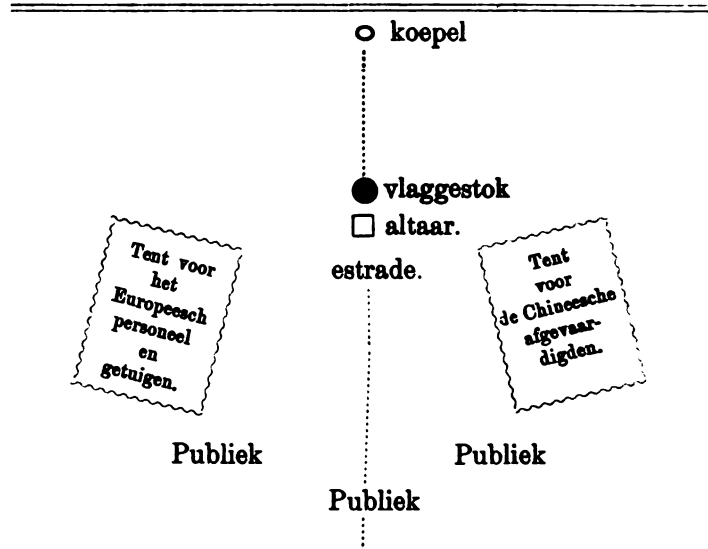 koepel
vlaggestok
altaar.
estrade.
Tent voor
het
Europeesch
personeel
en
getuigen.
Tent
voor
de Chineesche
afgevaar-
digden.
Publiek
Publiek
Publiek